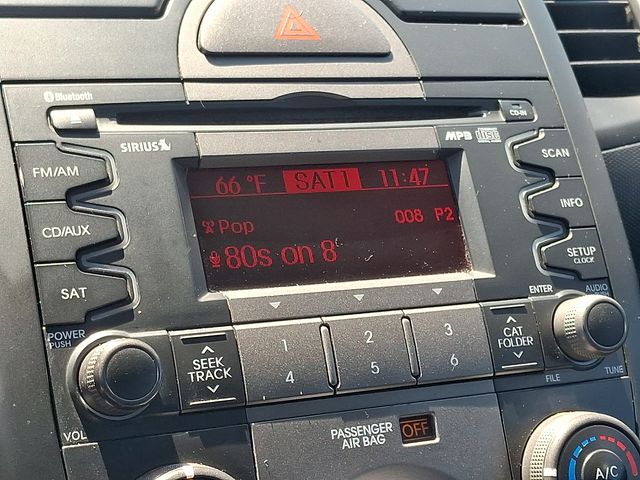 Bluetooth
CD-IN
SIRIUS
MP3
FM/AM
SCAN
66 °F SAT1 11:47
CD/AUX
INFO
Pop 008 P2
80s on 8
SETUP
CLOCK
SAT
ENTER
AUDIO
PUSH
POWER
PUSH
SEEK
TRACK
1 2 3
4 5 6
CAT
FOLDER
FILE
TUNE
VOL
PASSENGER
AIR BAG
OFF
A/C